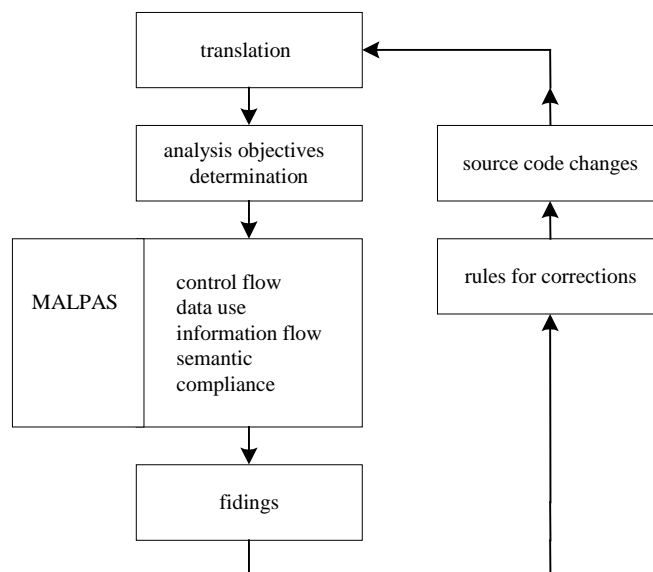 translation
analysis objectives
determination
MALPAS
control flow
data use
information flow
semantic
compliance
fidings
source code changes
rules for corrections